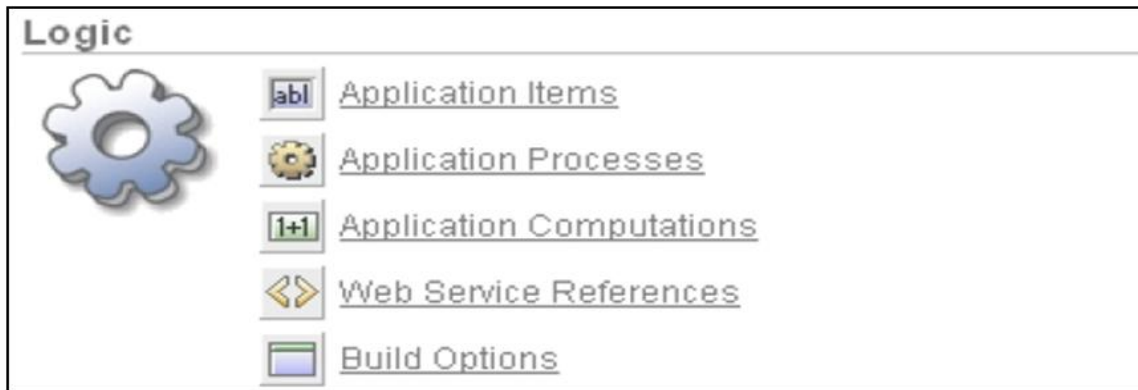 Logic
abl Application Items
Application Processes
1+1 Application Computations
Web Service References
Build Options